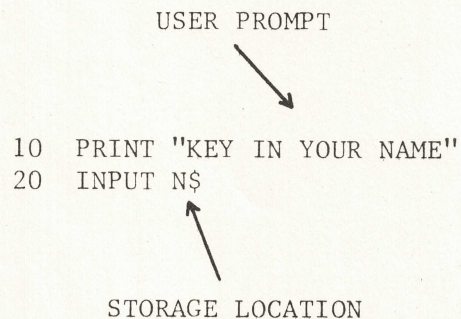 USER PROMPT
10 PRINT "KEY IN YOUR NAME"
20 INPUT N$
STORAGE LOCATION